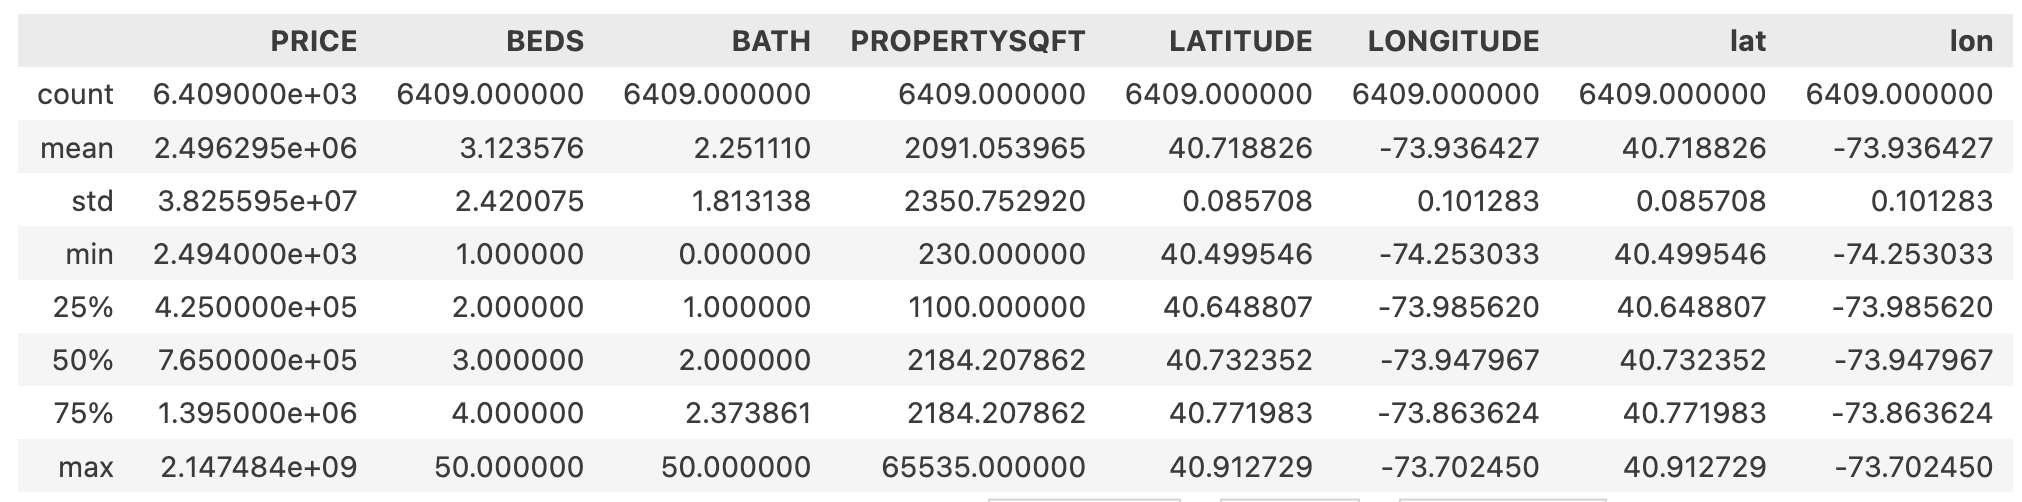 PRICE BEDS BATH PROPERTYSQFT LATITUDE LONGITUDE lat lon
count 6.409000e+03 6409.000000 6409.000000 6409.000000 6409.000000 6409.000000 6409.000000 6409.000000
mean 2.496295e+06 3.123576 2.251110 2091.053965 40.718826 -73.936427 40.718826 -73.936427
std 3.825595e+07 2.420075 1.813138 2350.752920 0.085708 0.101283 0.085708 0.101283
min 2.494000e+03 1.000000 0.000000 230.000000 40.499546 -74.253033 40.499546 -74.253033
25% 4.250000e+05 2.000000 1.000000 1100.000000 40.648807 -73.985620 40.648807 -73.985620
50% 7.650000e+05 3.000000 2.000000 2184.207862 40.732352 -73.947967 40.732352 -73.947967
75% 1.395000e+06 4.000000 2.373861 2184.207862 40.771983 -73.863624 40.771983 -73.863624
max 2.147484e+09 50.000000 50.000000 65535.000000 40.912729 -73.702450 40.912729 -73.702450